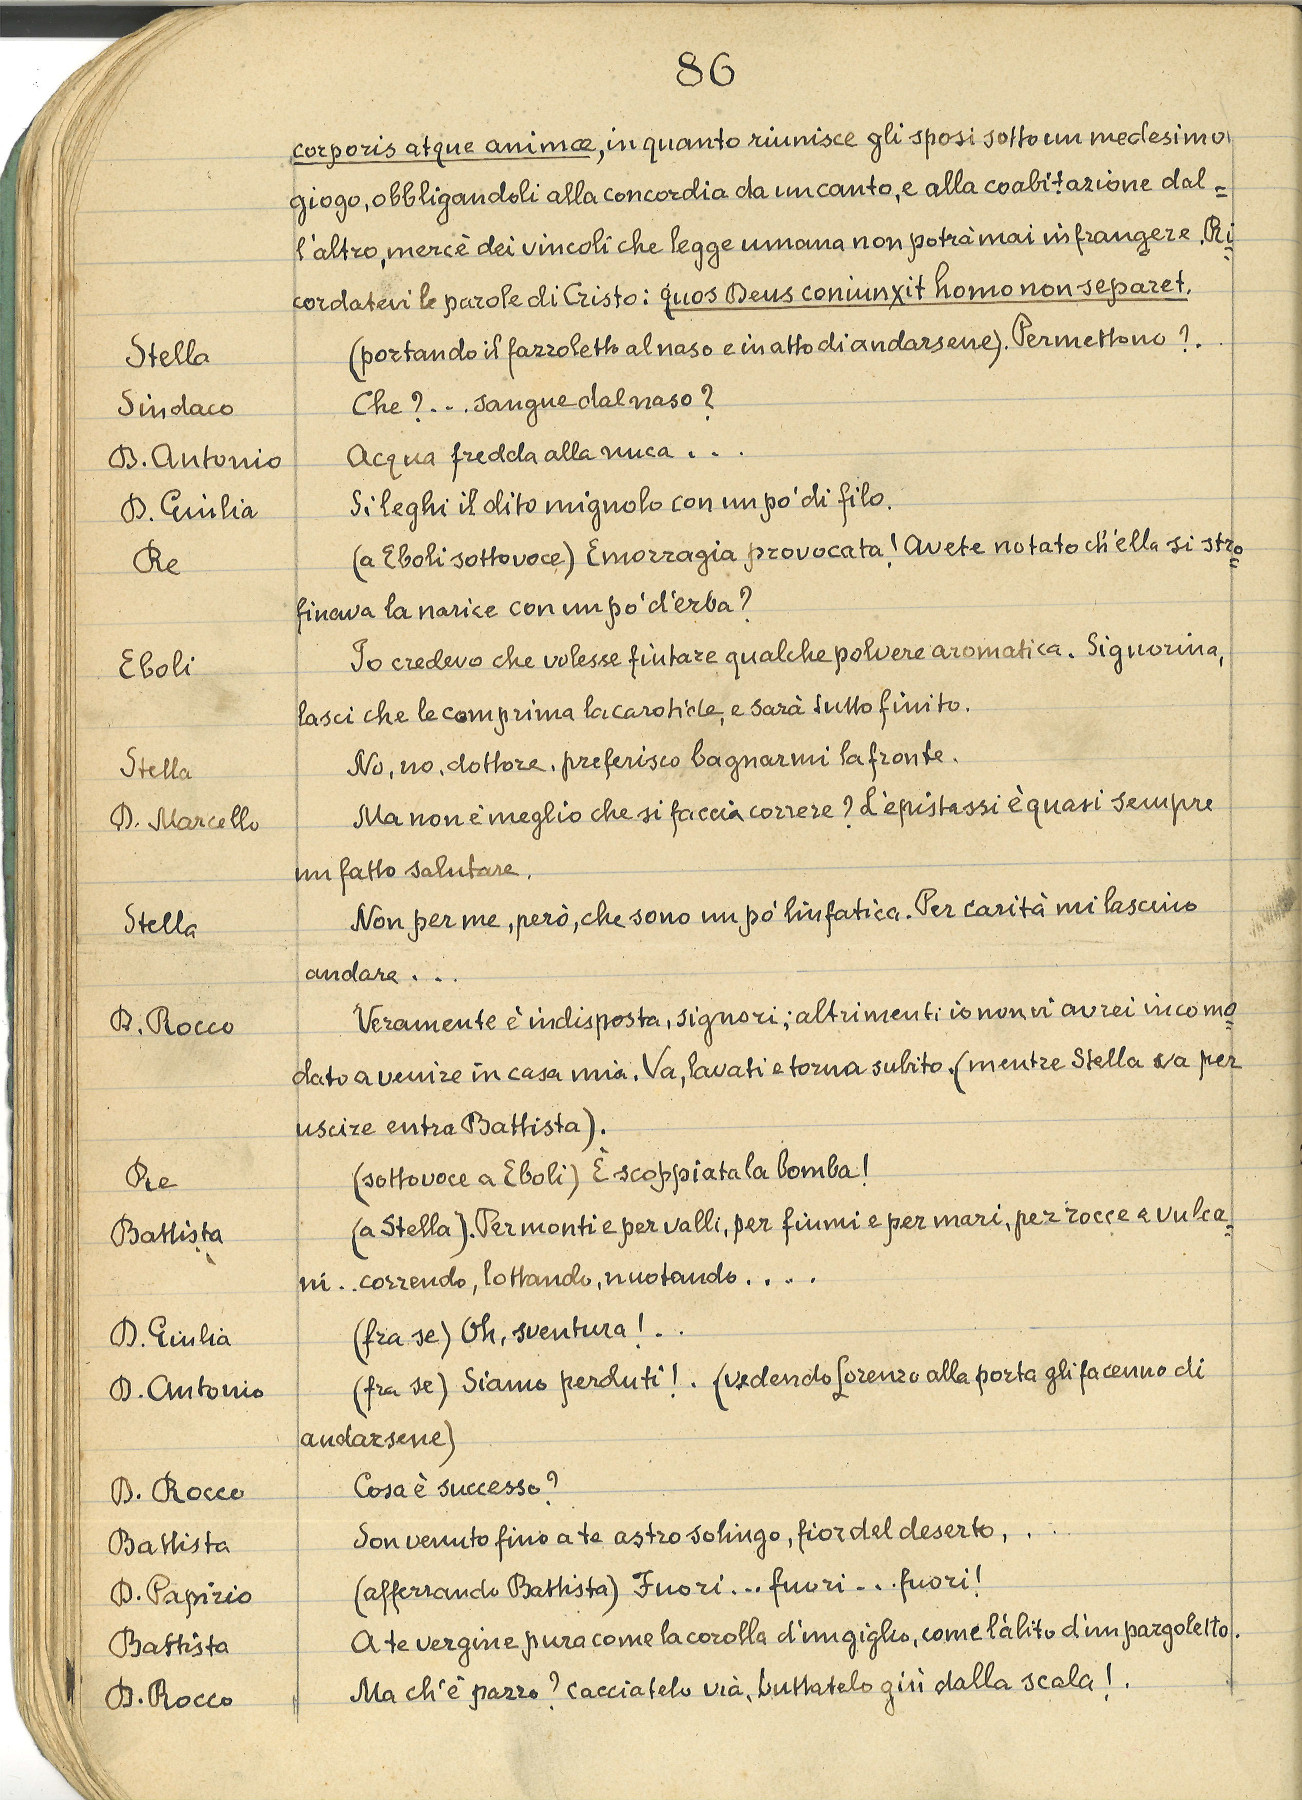 86
corporis atque animæ, in quanto riunisce gli sposi sotto un medesimo
giogo, obbligandoli alla concordia da un canto, e alla coabitazione dal=
l'altro, mercè dei vincoli che legge umana non potrà mai infrangere. Ri=
cordatevi le parole di Cristo: quos Deus coniunxit homo non separet.
Stella (portando il fazzoletto al naso e in atto di andarsene). Permettono?. .
Sindaco Che?... sangue dal naso?
D. Antonio Acqua fredda alla nuca . . .
D. Giulia Si leghi il dito mignolo con un po' di filo.
Re (a Eboli sottovoce) Emorragia provocata! Avete notato ch'ella si stro=
finava la narice con un po' d'erba?
Eboli Io credevo che volesse fiutare qualche polvere aromatica. Signorina,
lasci che le comprima la carotide, e sarà tutto finito.
Stella No, no, dottore, preferisco bagnarmi la fronte.
D. Marcello Ma non è meglio che si faccia correre? L'epistassi è quasi sempre
un fatto salutare.
Stella Non per me, però, che sono un po' linfatica. Per carità mi lascino
andare . . .
D. Rocco Veramente è indisposta, signori; altrimenti io non vi avrei incomo=
dato a venire in casa mia. Va, lavati e torna subito. (mentre Stella va per
uscire entra Battista).
Re (sottovoce a Eboli) È scoppiata la bomba!
Battista (a Stella). Per monti e per valli, per fiumi e per mari, per rocce e vulca=
ni .. correndo, lottando, nuotando . . . .
D. Giulia (fra se) Oh, sventura! . .
D. Antonio (fra se) Siamo perduti! . (vedendo Lorenzo alla porta gli fa cenno di
andarsene)
D. Rocco Cosa è successo?
Battista Son venuto fino a te astro solingo, fior del deserto, . .
D. Papirio (afferrando Battista) Fuori... fuori... fuori!
Battista A te vergine pura come la corolla d'un giglio, come l'àlito d'un pargoletto.
D. Rocco Ma ch'è pazzo? Cacciatelo via, buttatelo giù dalla scala! .